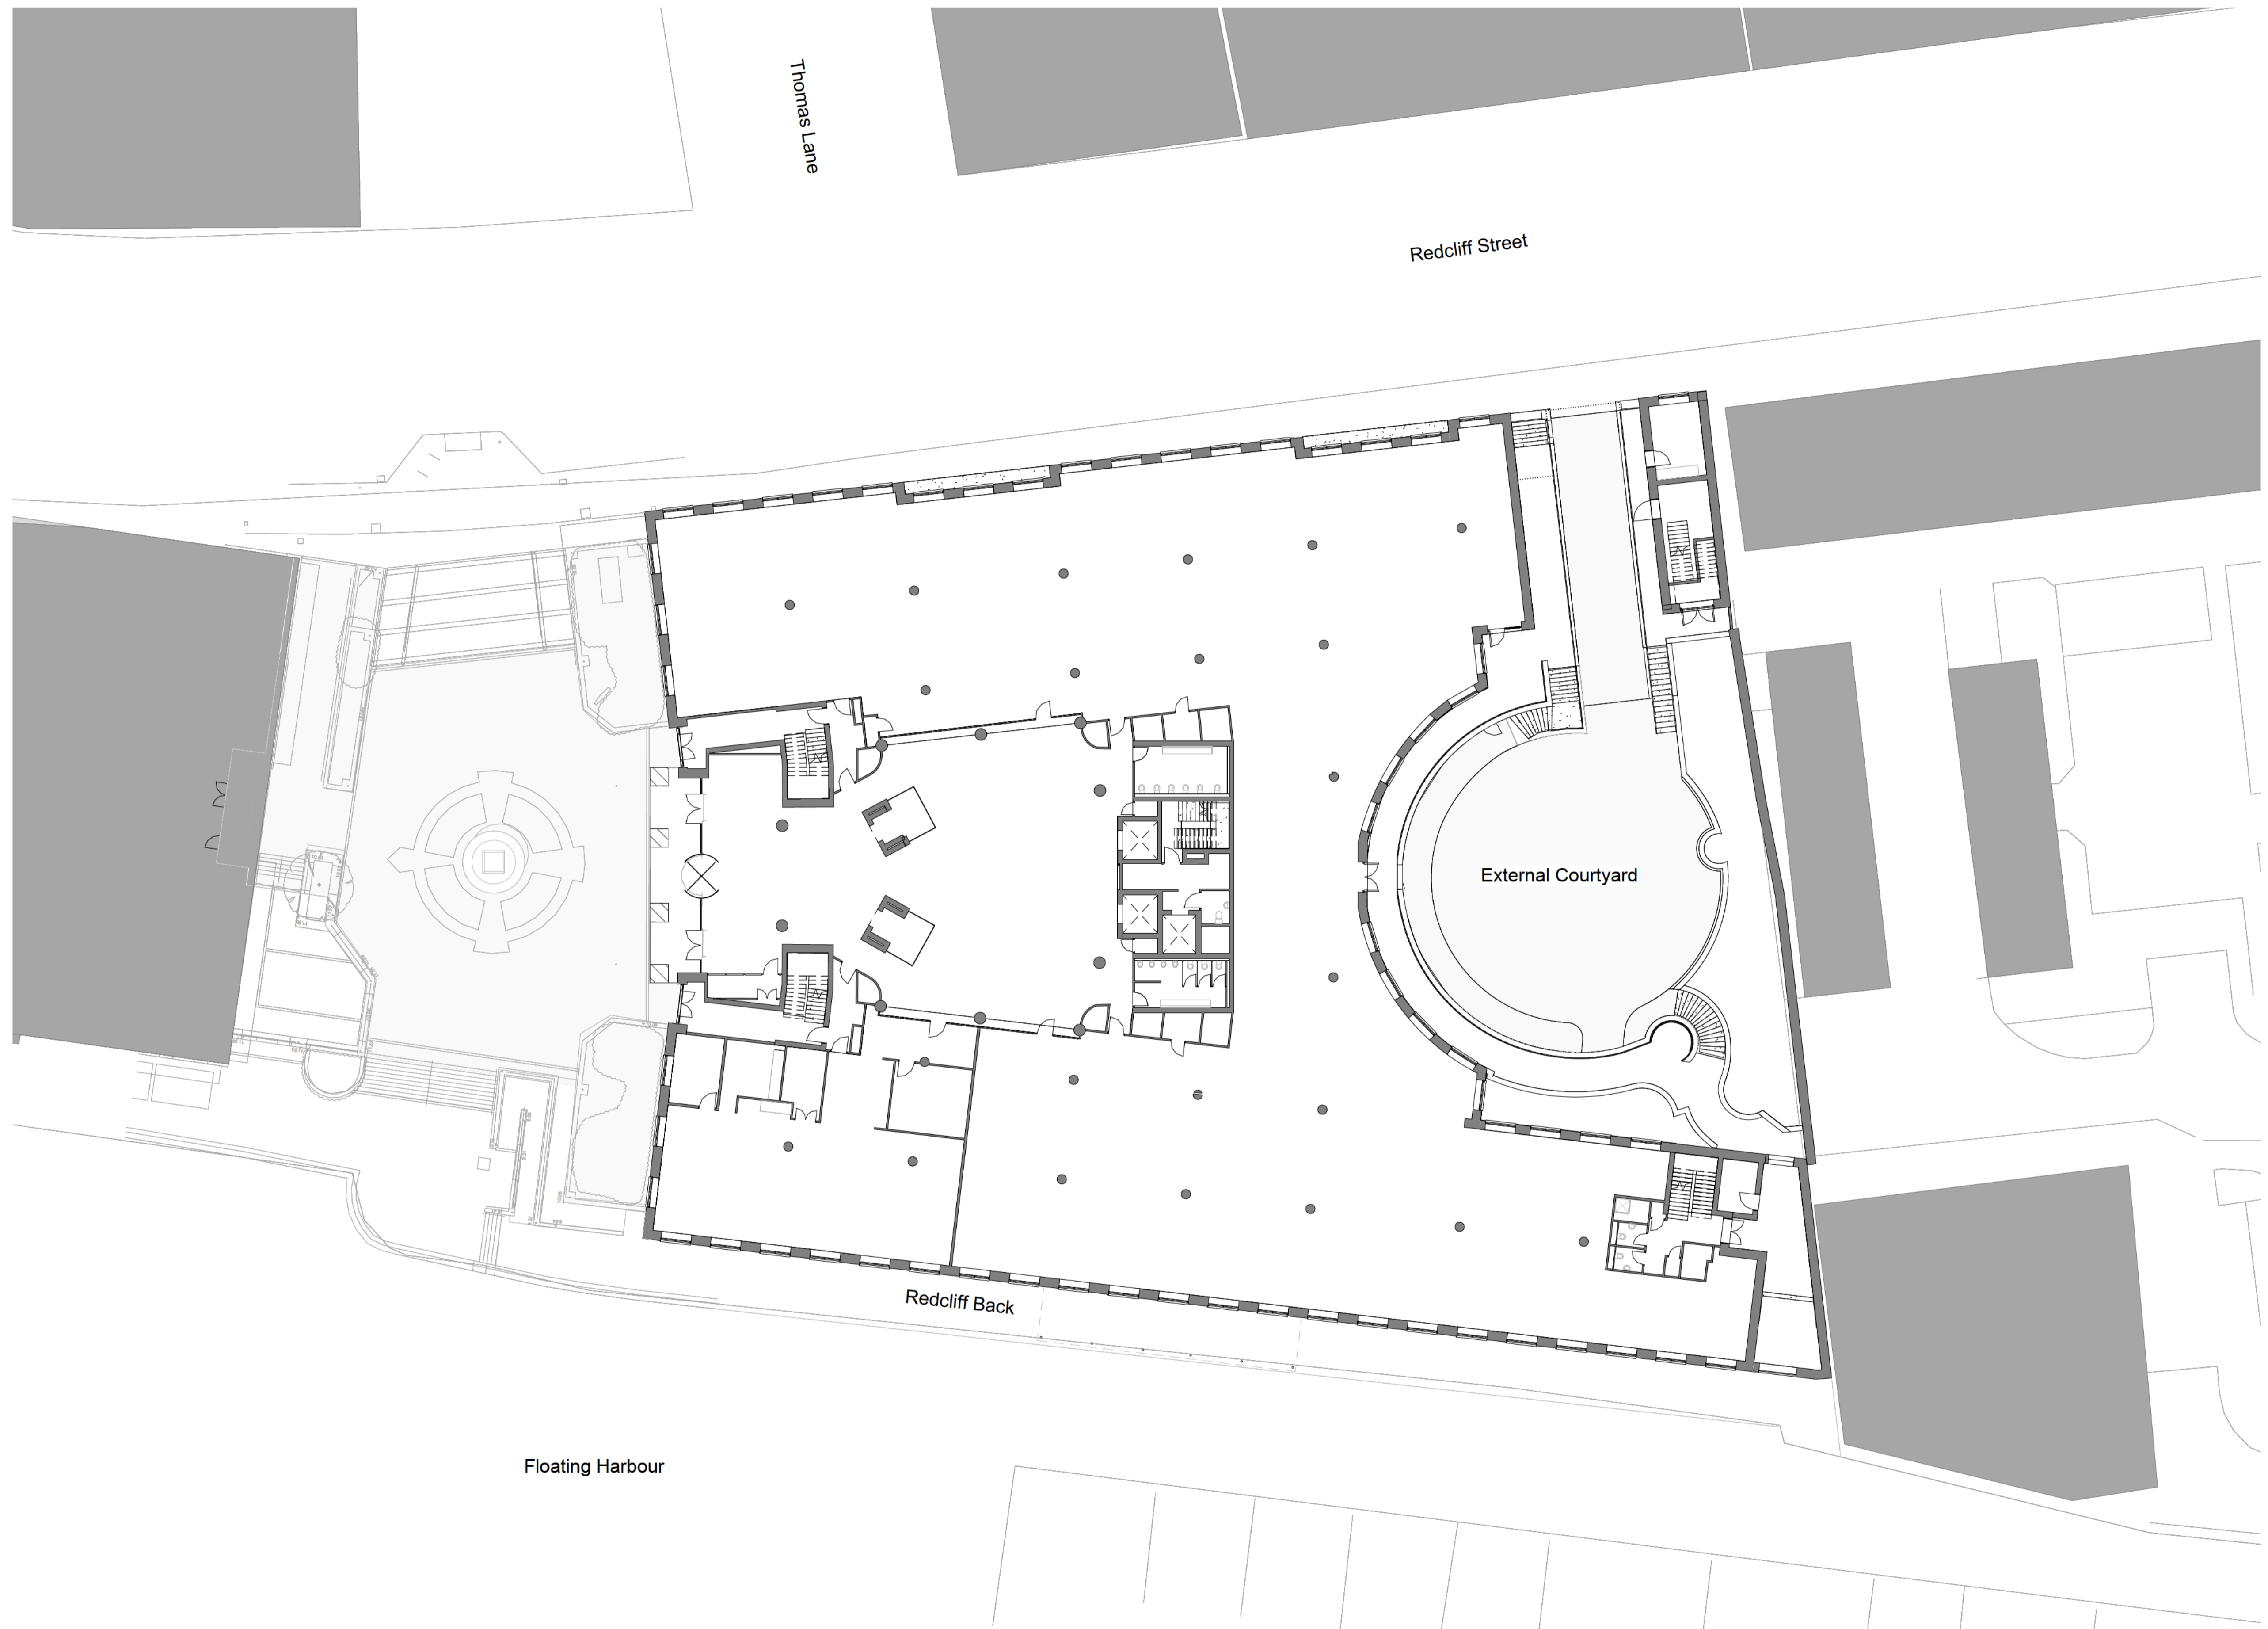 Thomas Lane
Redcliff Street
External Courtyard
Redcliff Back
Floating Harbour